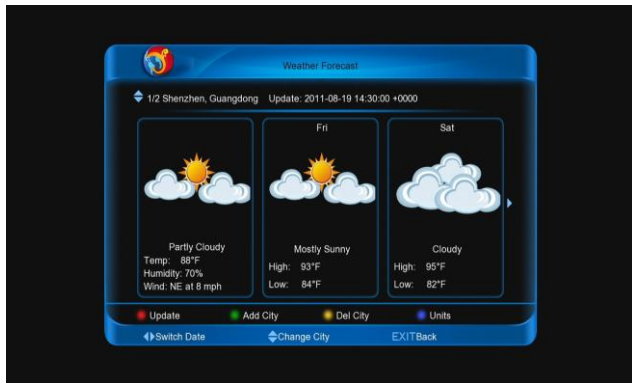 Weather Forecast
1/2 Shenzhen, Guangdong Update: 2011-08-19 14:30:00 +0000
Partly Cloudy
Temp: 88°F
Humidity: 70%
Wind: NE at 8 mph
Fri
Mostly Sunny
High: 93°F
Low: 84°F
Sat
Cloudy
High: 95°F
Low: 82°F
Update Add City Del City Units
Switch Date Change City EXITBack